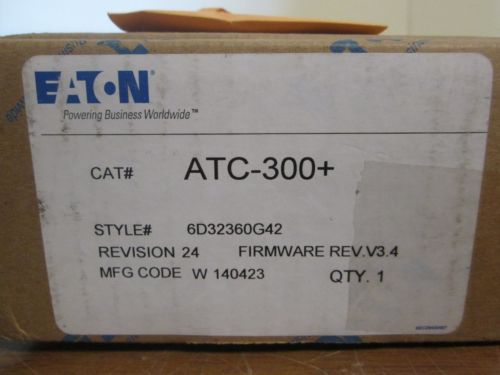 EATON
Powering Business Worldwide™
CAT# ATC-300+
STYLE# 6D32360G42
REVISION 24 FIRMWARE REV.V3.4
MFG CODE W 140423 QTY. 1